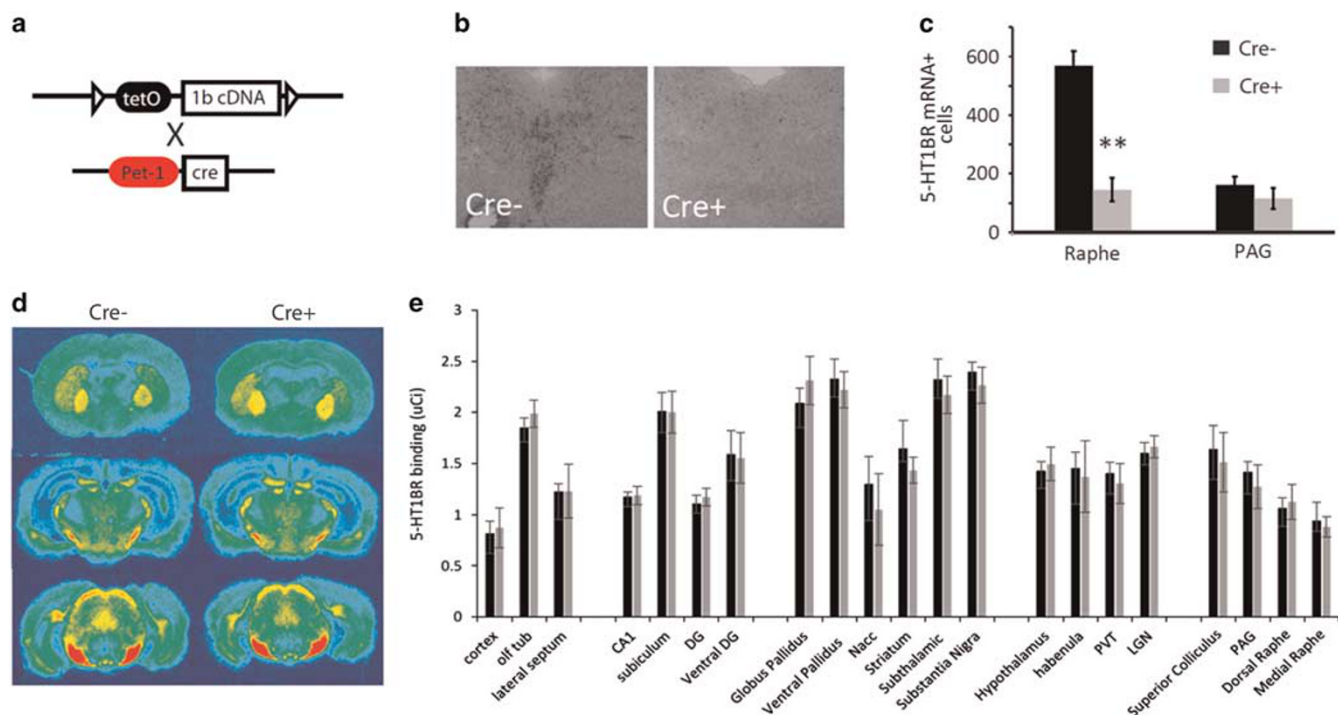 a
tetO
1b cDNA
X
Pet-1
cre
b
Cre-
Cre+
c
5-HT1BR mRNA+
cells
600
400
200
0
Cre-
Cre+
**
Raphe
PAG
d
Cre-
Cre+
e
5-HT1BR binding (uCi)
3
2.5
2
1.5
1
0.5
0
cortex
olf tub
lateral septum
CA1
subiculum
DG
Ventral DG
Globus Pallidus
Ventral Pallidus
Nacc
Striatum
Subthalamic
Substantia Nigra
Hypothalamus
habenula
PVT
LGN
Superior Colliculus
PAG
Dorsal Raphe
Medial Raphe